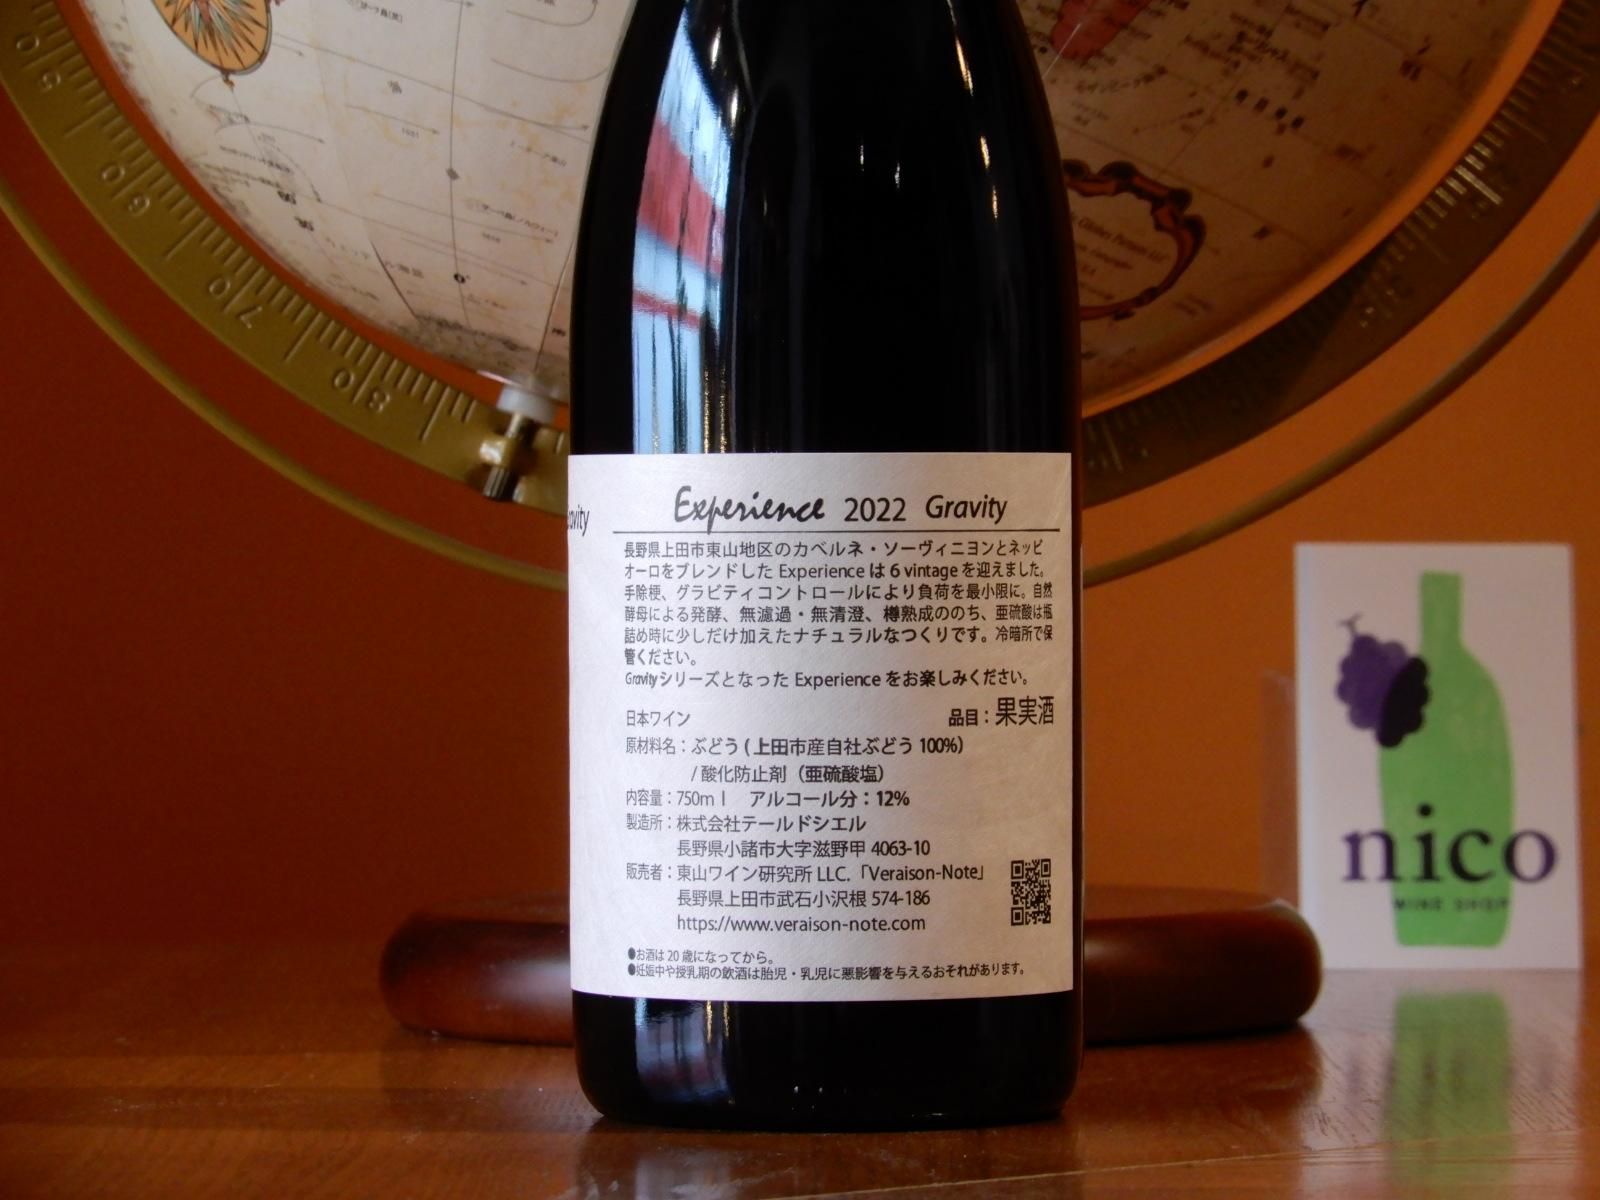 Experience 2022 Gravity
長野県上田市東山地区のカベルネ・ソーヴィニヨンとネッビ
オーロをブレンドした Experience は 6 vintage を迎えました。
手除梗、グラビティコントロールにより負荷を最小限に。自然
酵母による発酵、無濾過・無清澄、樽熟成ののち、亜硫酸は瓶
詰め時に少しだけ加えたナチュラルなつくりです。冷暗所で保
管ください。
Gravityシリーズとなった Experience をお楽しみください。
日本ワイン 品目：果実酒
原材料名：ぶどう ( 上田市産自社ぶどう 100%)
/ 酸化防止剤（亜硫酸塩）
内容量：750ml アルコール分：12%
製造所：株式会社テールドシエル
長野県小諸市大字滋野甲 4063-10
販売者：東山ワイン研究所 LLC.「Veraison-Note」
長野県上田市武石小沢根 574-186
https://www.veraison-note.com
●お酒は 20 歳になってから。
●妊娠中や授乳期の飲酒は胎児・乳児に悪影響を与えるおそれがあります。
nico
WINE SHOP